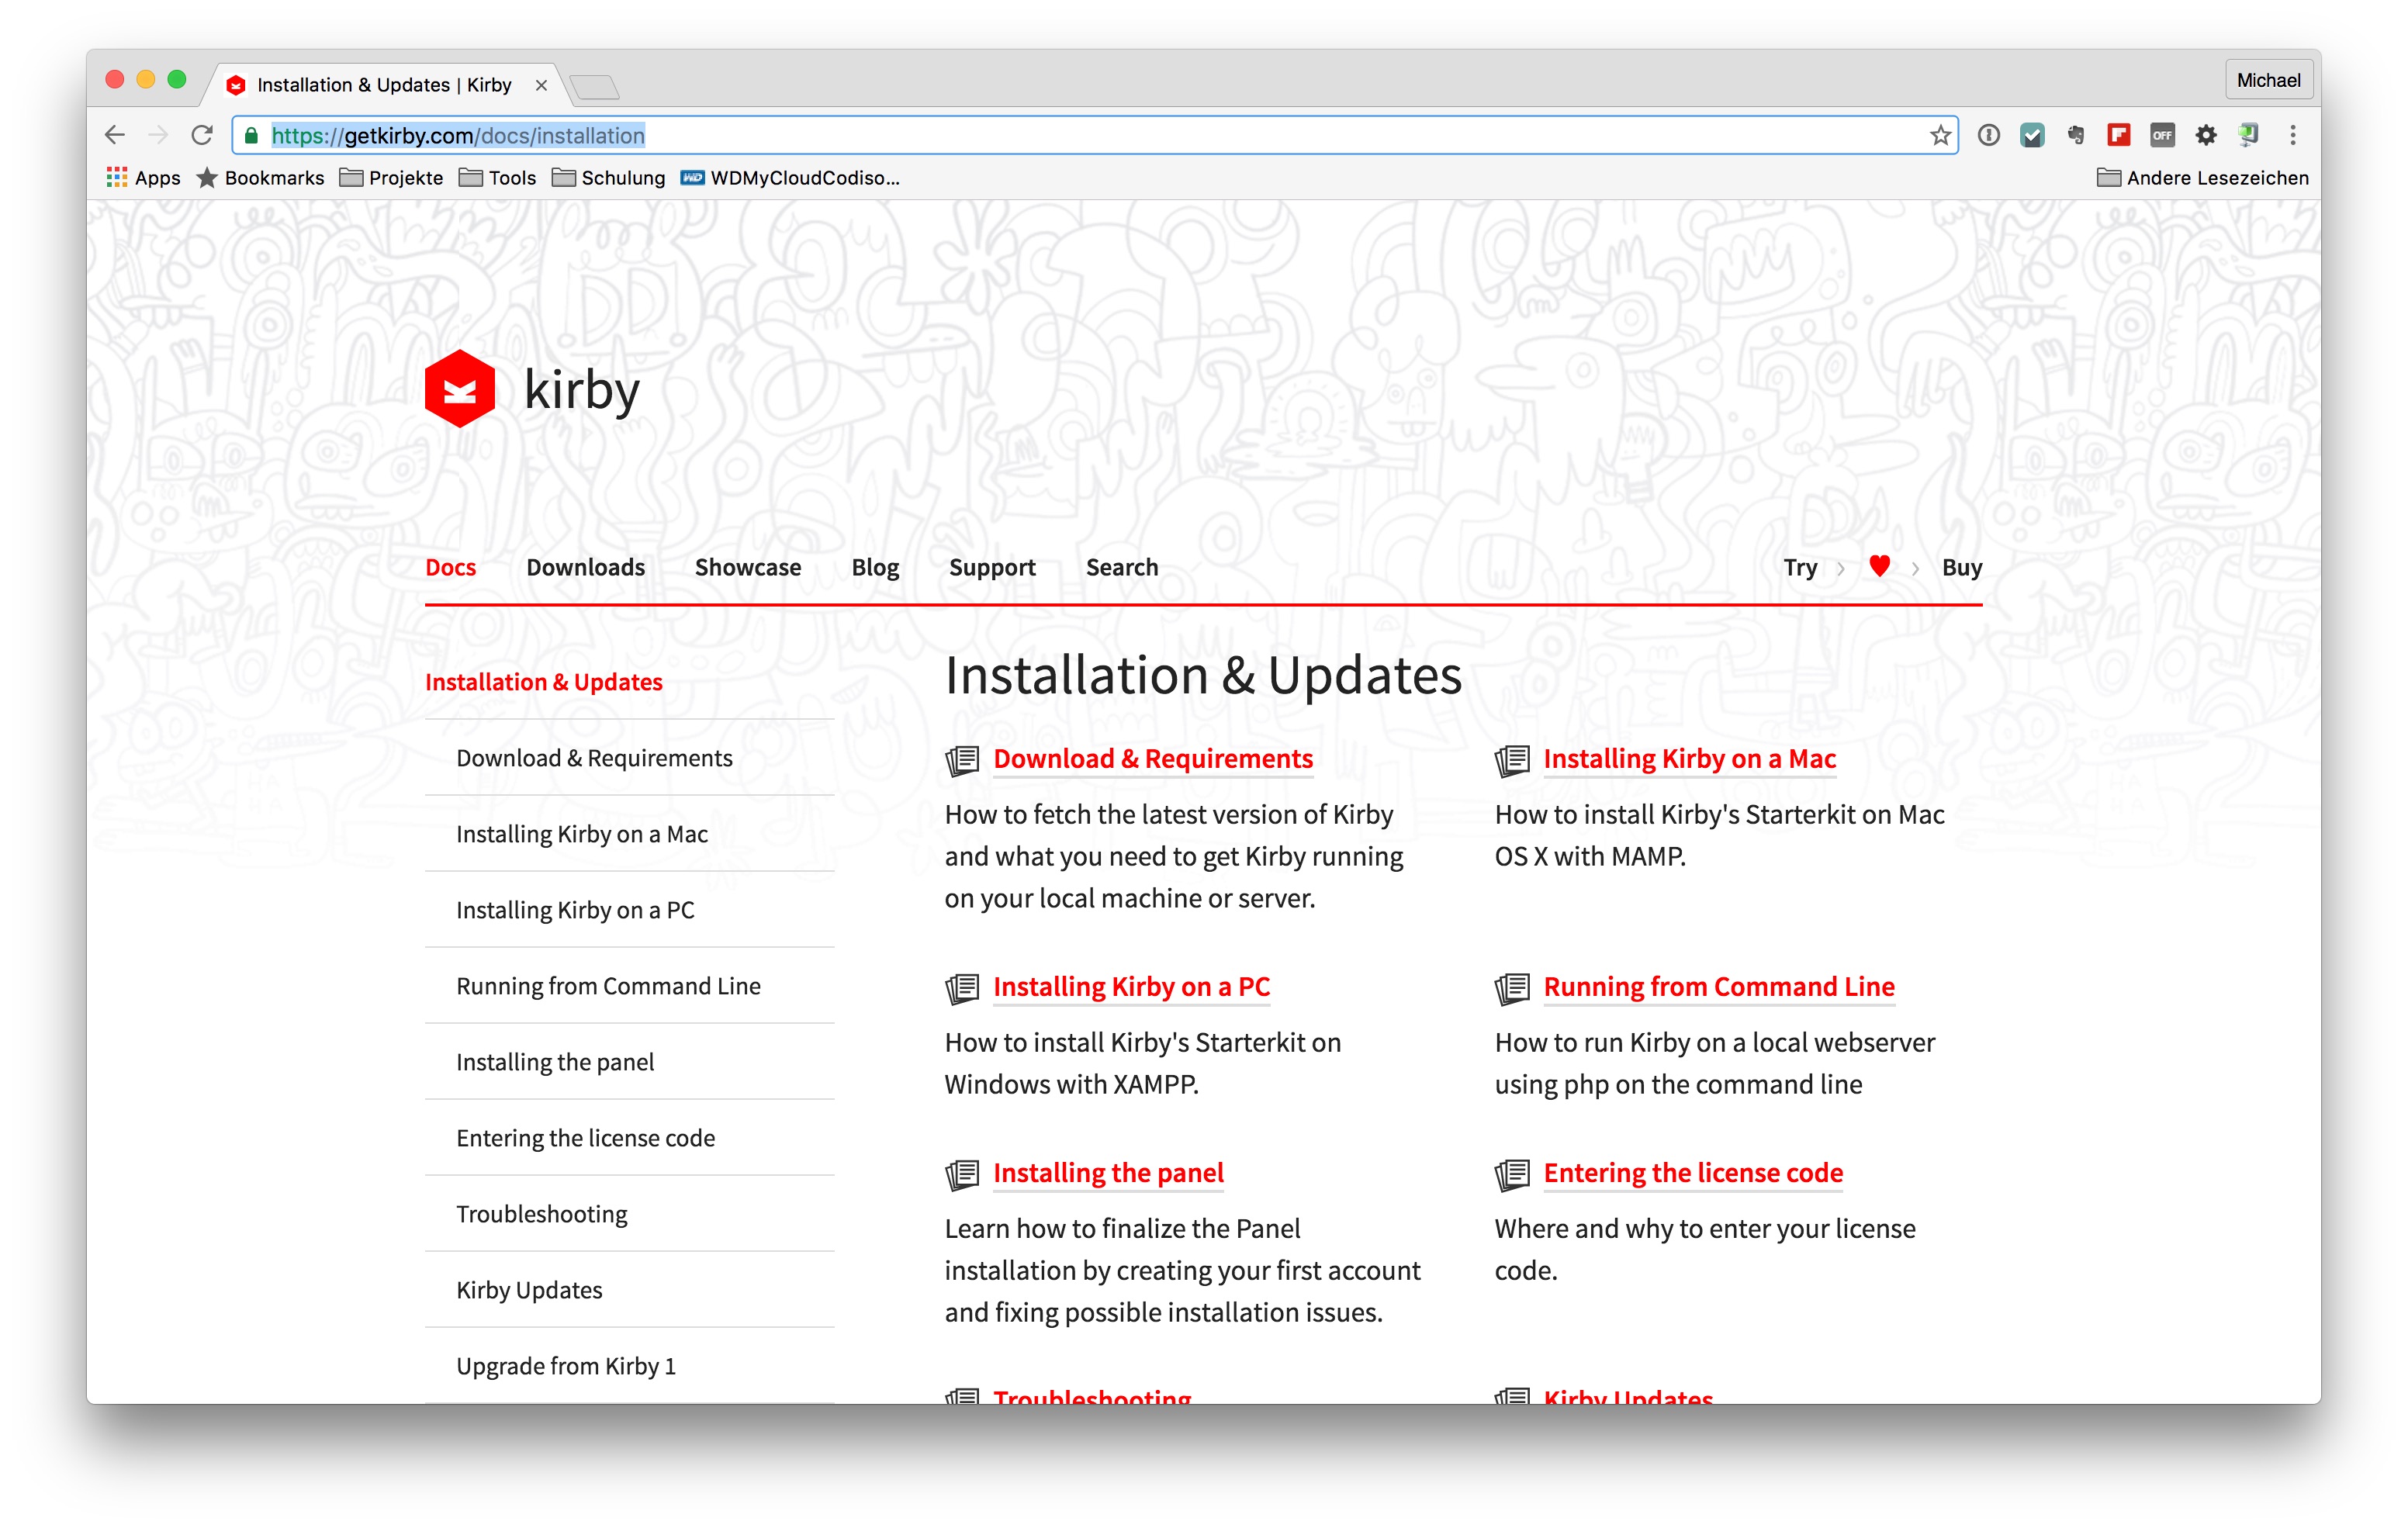 Installation & Updates | Kirby
Michael
https://getkirby.com/docs/installation
OFF
Apps
Bookmarks
Projekte
Tools
Schulung
WD
WDMyCloudCodiso...
Andere Lesezeichen
kirby
Docs
Downloads
Showcase
Blog
Support
Search
Try
Buy
Installation & Updates
Download & Requirements
Installing Kirby on a Mac
Installing Kirby on a PC
Running from Command Line
Installing the panel
Entering the license code
Troubleshooting
Kirby Updates
Upgrade from Kirby 1
Installation & Updates
Download & Requirements
How to fetch the latest version of Kirby
and what you need to get Kirby running
on your local machine or server.
Installing Kirby on a Mac
How to install Kirby's Starterkit on Mac
OS X with MAMP.
Installing Kirby on a PC
How to install Kirby's Starterkit on
Windows with XAMPP.
Running from Command Line
How to run Kirby on a local webserver
using php on the command line
Installing the panel
Learn how to finalize the Panel
installation by creating your first account
and fixing possible installation issues.
Entering the license code
Where and why to enter your license
code.
Troubleshooting
Kirby Updates